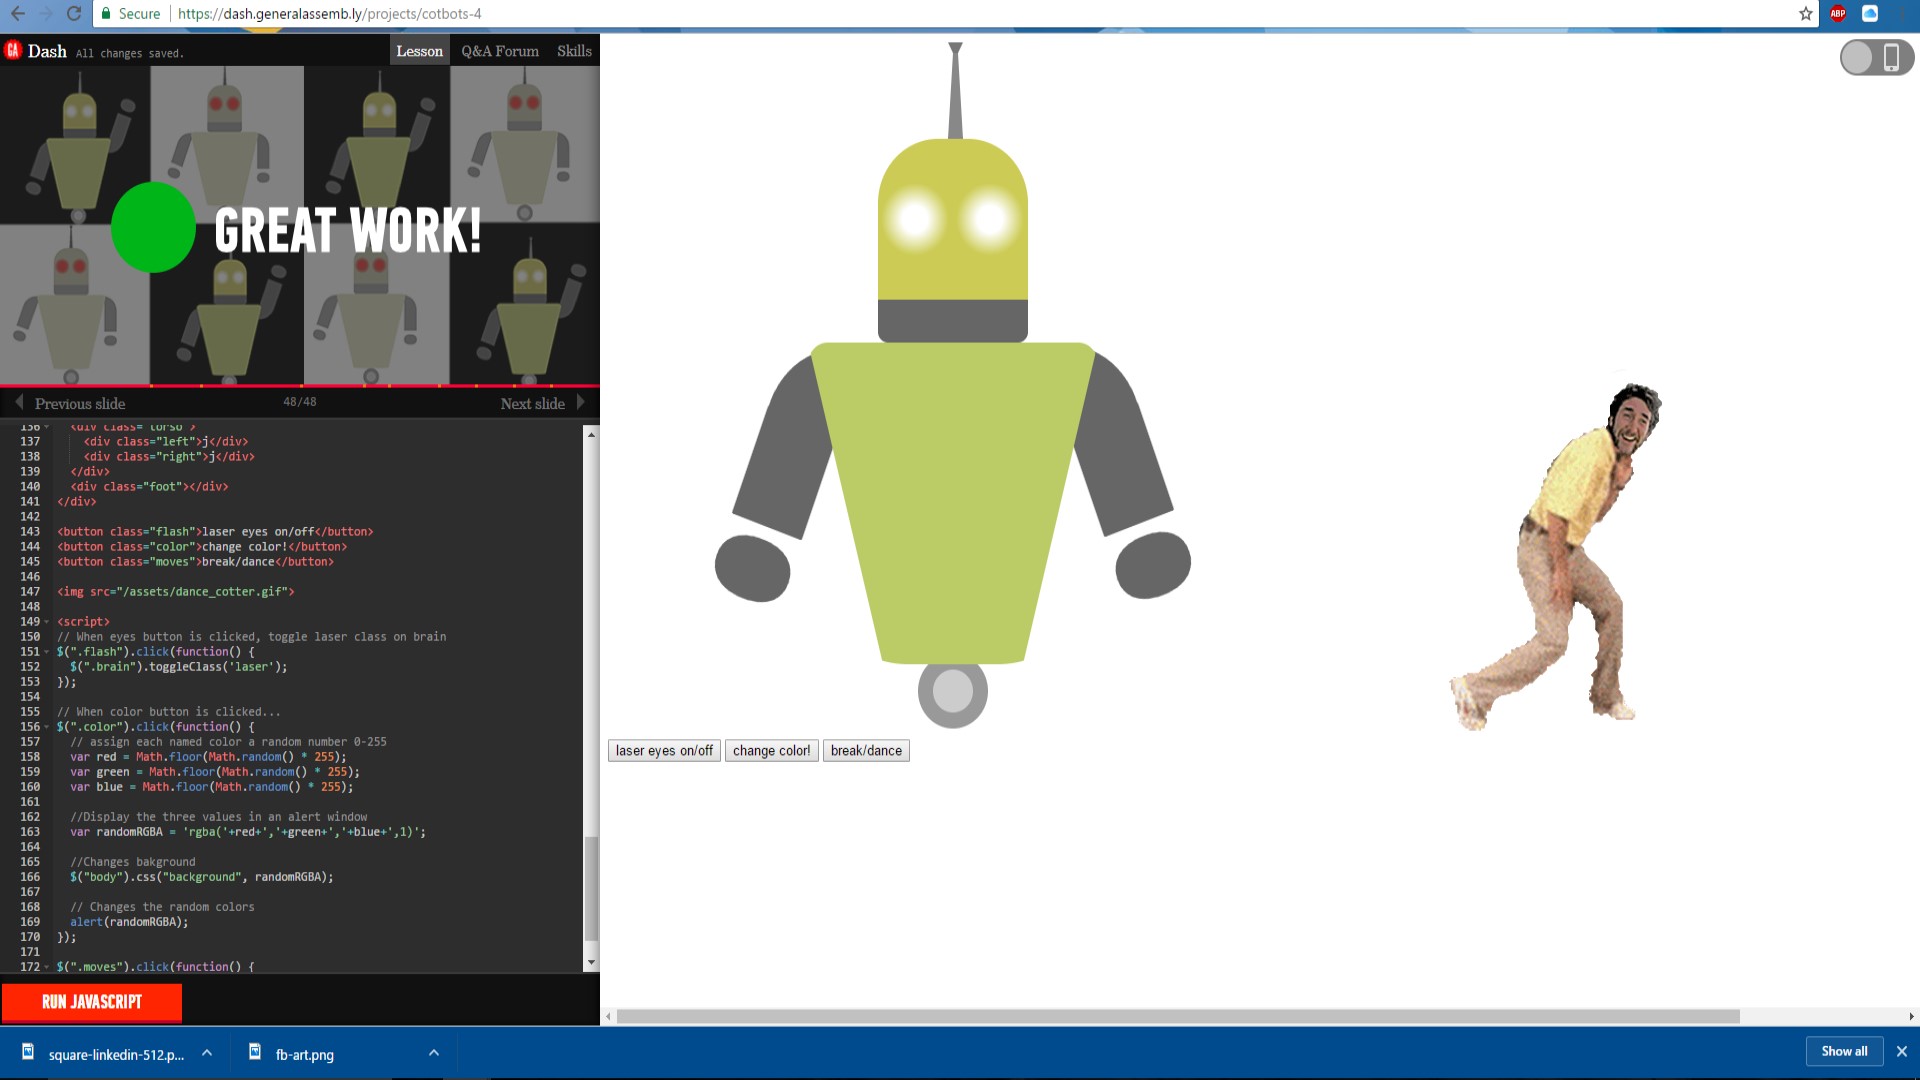 Secure
https://dash.generalassemb.ly/projects/cotbots-4
ABP
GA
Dash All changes saved.
Lesson Q&A Forum Skills
GREAT WORK!
Previous slide 48/48 Next slide
136 <div class="torso">
137 <div class="left">j</div>
138 <div class="right">j</div>
139 </div>
140 <div class="foot"></div>
141 </div>
142
143 <button class="flash">laser eyes on/off</button>
144 <button class="color">change color!</button>
145 <button class="moves">break/dance</button>
146
147 <img src="/assets/dance_cotter.gif">
148
149 <script>
150 // When eyes button is clicked, toggle laser class on brain
151 $(".flash").click(function() {
152 $(".brain").toggleClass('laser');
153 });
154
155 // When color button is clicked...
156 $(".color").click(function() {
157 // assign each named color a random number 0-255
158 var red = Math.floor(Math.random() * 255);
159 var green = Math.floor(Math.random() * 255);
160 var blue = Math.floor(Math.random() * 255);
161
162 //Display the three values in an alert window
163 var randomRGBA = 'rgba('+red+','+green+','+blue+',1)';
164
165 //Changes bakground
166 $("body").css("background", randomRGBA);
167
168 // Changes the random colors
169 alert(randomRGBA);
170 });
171
172 $(".moves").click(function() {
RUN JAVASCRIPT
laser eyes on/off change color! break/dance
square-linkedin-512.p...
fb-art.png
Show all